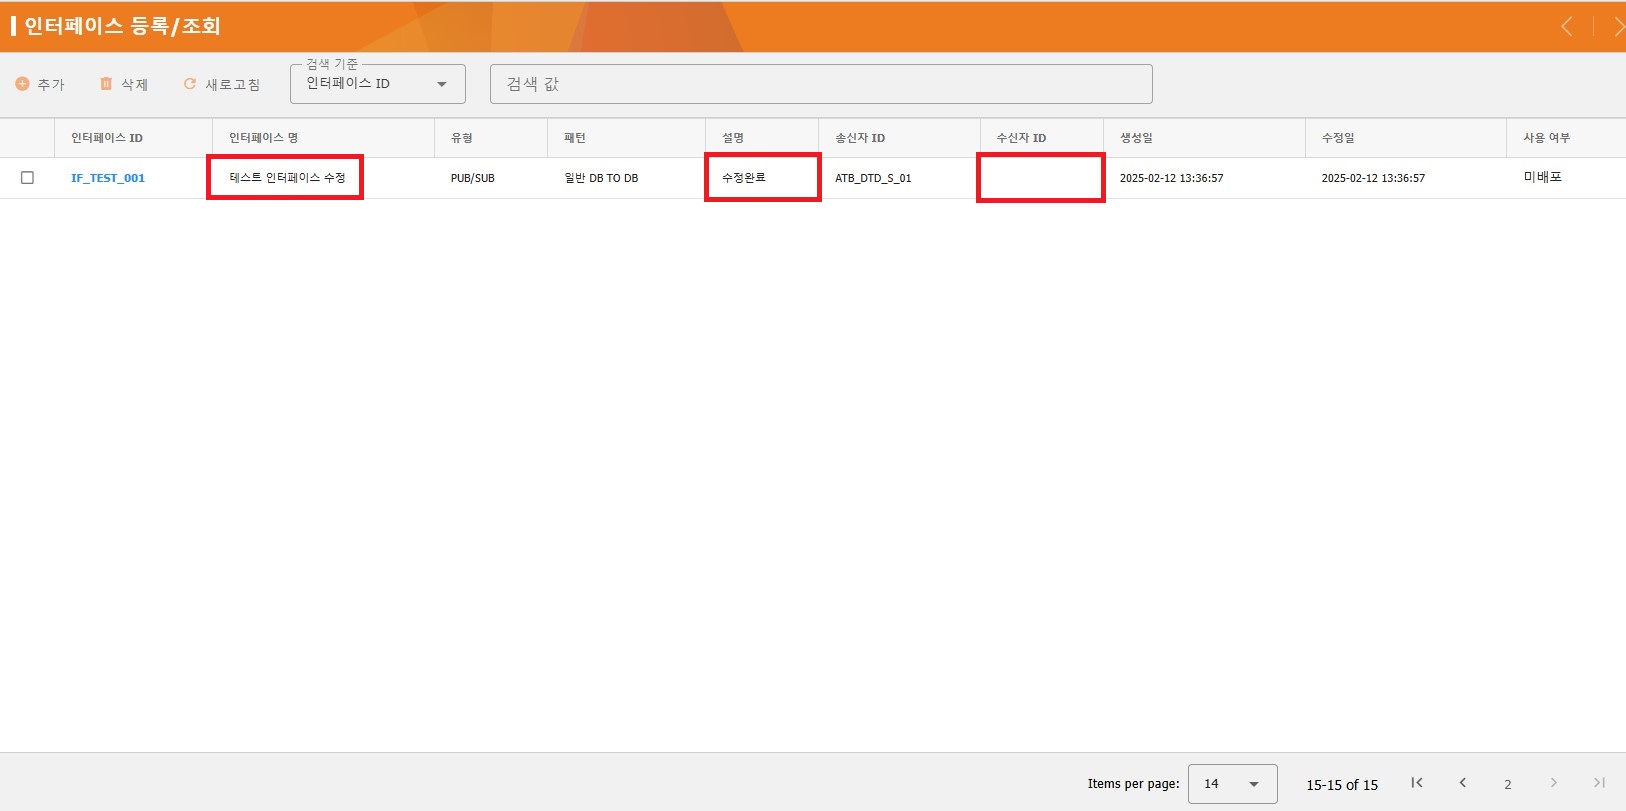 인터페이스 등록/조회
추가 삭제 새로고침 검색 기준 인터페이스 ID 검색 값
인터페이스 ID 인터페이스 명 유형 패턴 설명 송신자 ID 수신자 ID 생성일 수정일 사용 여부
IF_TEST_001 테스트 인터페이스 수정 PUB/SUB 일반 DB TO DB 수정완료 ATB_DTD_S_01 2025-02-12 13:36:57 2025-02-12 13:36:57 미배포
Items per page: 14 15-15 of 15 2